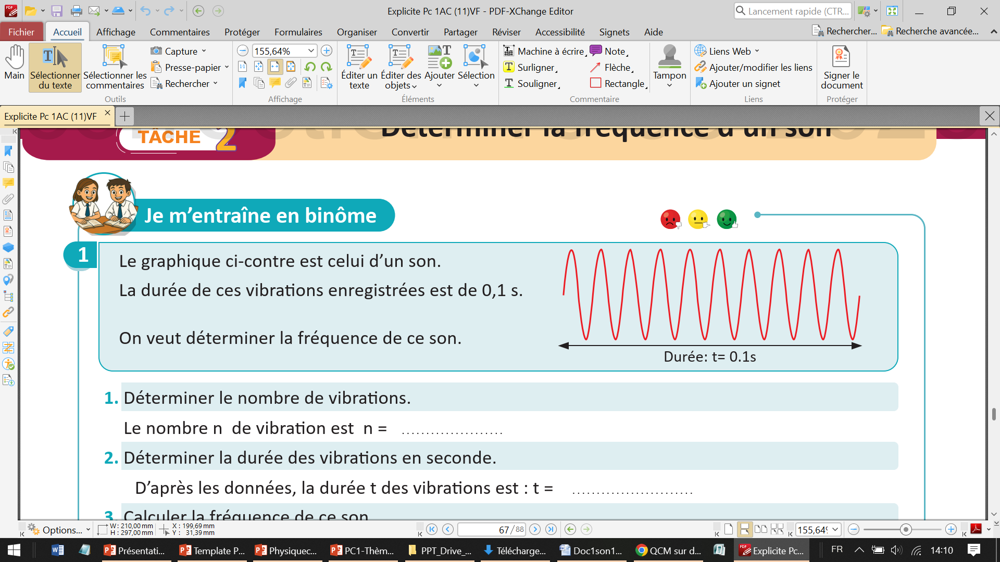 Explicite Pc 1AC (11)VF - PDF-XChange Editor
Lancement rapide (CTR...
Fichier
Accueil
Affichage
Commentaires
Protéger
Formulaires
Organiser
Convertir
Partager
Réviser
Accessibilité
Signets
Aide
Rechercher...
Recherche avancée...
Main
Sélectionner du texte
Sélectionner les commentaires
Capture
Presse-papier
Rechercher
Outils
155,64%
Affichage
Éditer un texte
Éditer des objets
Ajouter
Sélection
Éléments
Machine à écrire
Surligner
Souligner
Note
Flèche
Rectangle
Tampon
Commentaire
Liens Web
Ajouter/modifier les liens
Ajouter un signet
Liens
Signer le document
Protéger
Explicite Pc 1AC (11)VF
TÂCHE 2
Déterminer la fréquence d'un son
Je m'entraîne en binôme
1
Le graphique ci-contre est celui d'un son.
La durée de ces vibrations enregistrées est de 0,1 s.
On veut déterminer la fréquence de ce son.
Durée: t= 0.1s
1. Déterminer le nombre de vibrations.
Le nombre n de vibration est n = .....................
2. Déterminer la durée des vibrations en seconde.
D'après les données, la durée t des vibrations est : t = .........................
3. Calculer la fréquence de ce son
Options...
W : 210,00 mm
H : 297,00 mm
X : 199,69 mm
Y : 31,39 mm
67 / 88
155,64%
Présentati...
Template P...
Physiquec...
PC1-Thèm...
PPT_Drive_...
Télécharge...
Doc1son1...
QCM sur d...
Explicite Pc...
FR
14:10